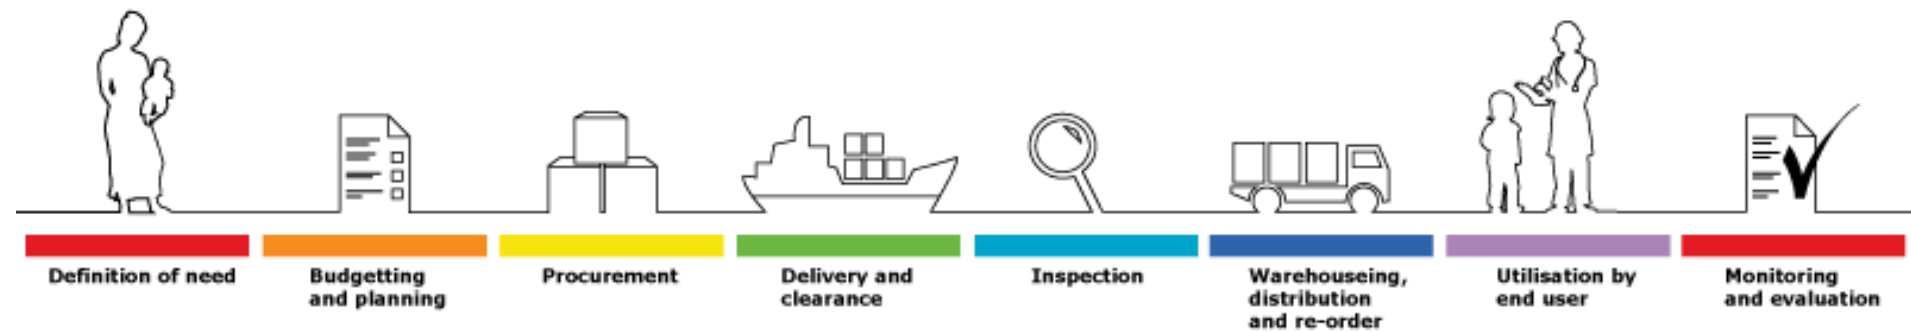 Definition of need
Budgetting
and planning
Procurement
Delivery and
clearance
Inspection
Warehouseing,
distribution
and re-order
Utilisation by
end user
Monitoring
and evaluation